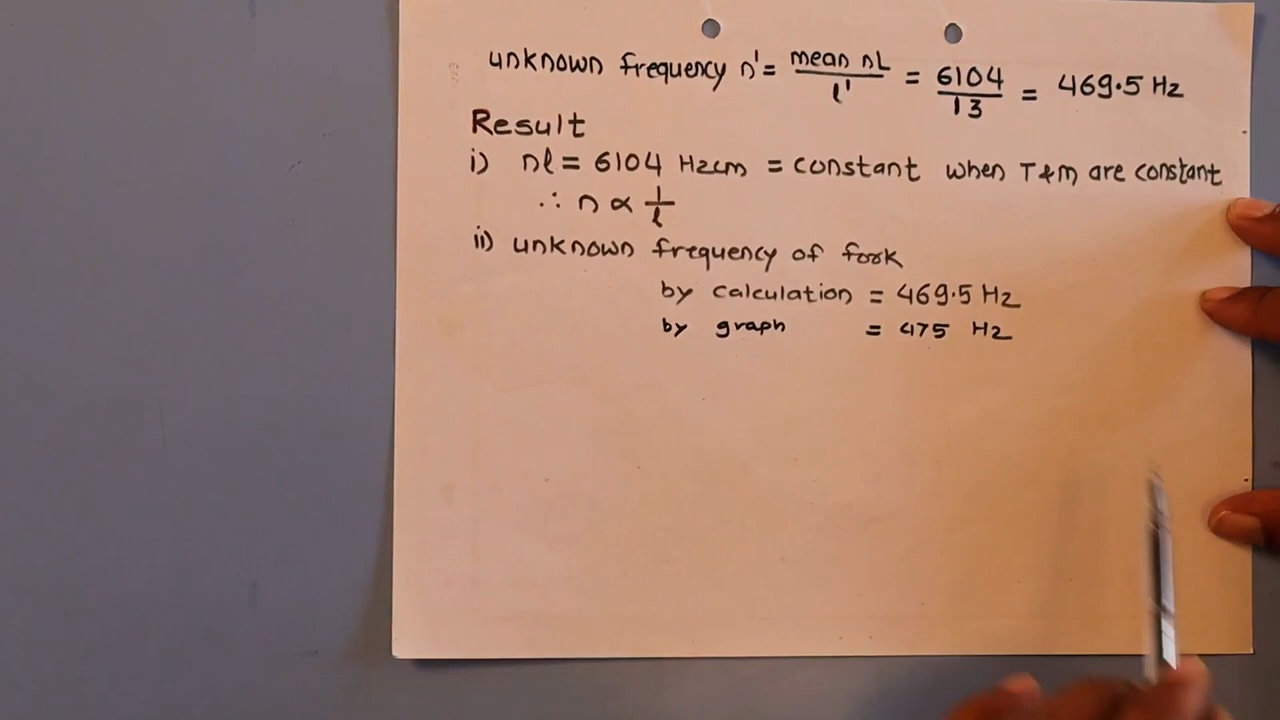 unknown frequency n' = mean nL / l' = 6104 / 13 = 469.5 Hz
Result
i) nl = 6104 Hzcm = constant when T & m are constant
∴ n ∝ 1/l
ii) unknown frequency of fork
by calculation = 469.5 Hz
by graph = 475 Hz